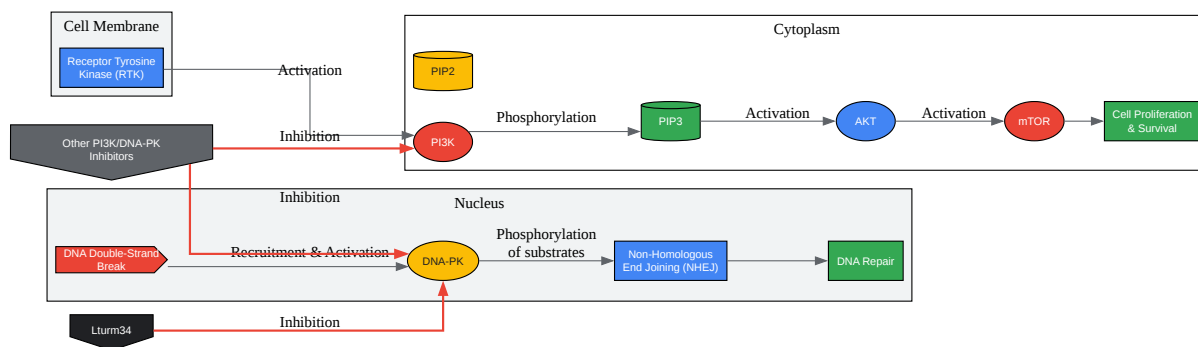 Cell Membrane
Receptor Tyrosine
Kinase (RTK)
Activation
Cytoplasm
PIP2
Other PI3K/DNA-PK
Inhibitors
Inhibition
PI3K
Phosphorylation
PIP3
Activation
AKT
Activation
mTOR
Cell Proliferation
& Survival
Inhibition
Nucleus
DNA Double-Strand
Break
Recruitment & Activation
DNA-PK
Phosphorylation
of substrates
Non-Homologous
End Joining (NHEJ)
DNA Repair
Lturm34
Inhibition